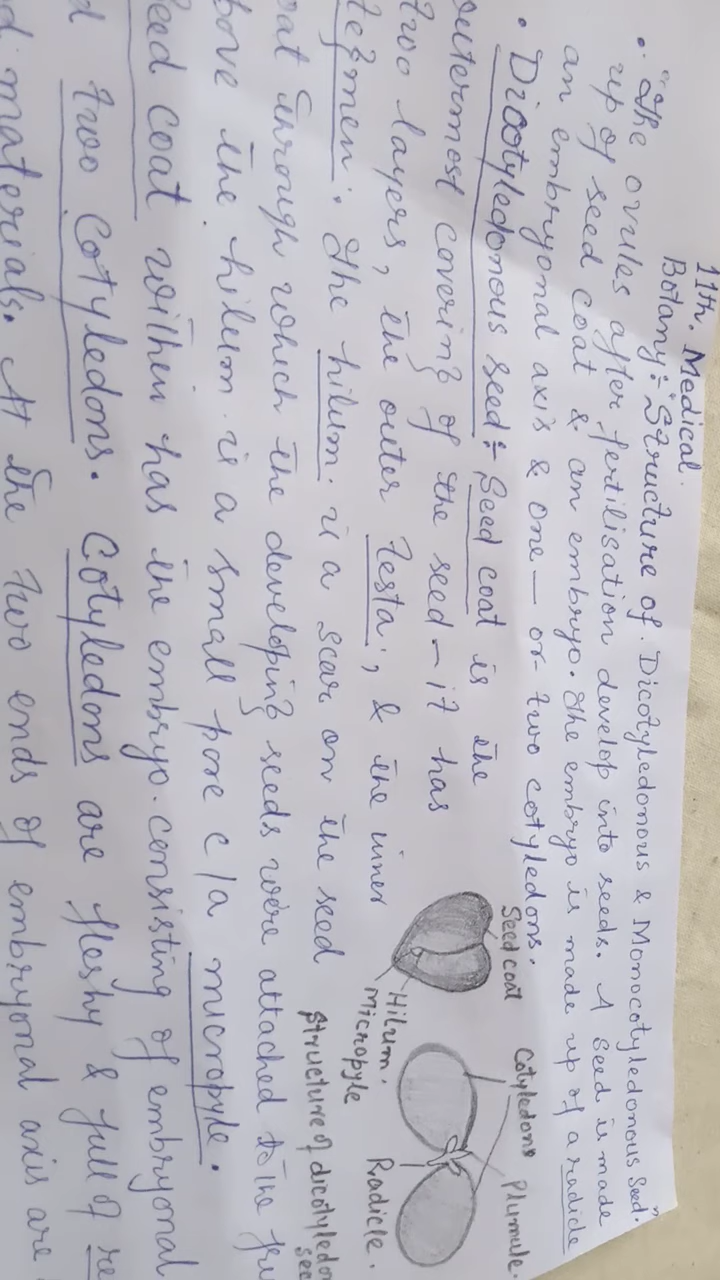 11th. Medical.
Botany:- "Structure of Dicotyledonous & Monocotyledonous Seed."
• The ovules after fertilisation develop into seeds. A seed is made
up of seed coat & an embryo. The embryo is made up of a radicle
an embryonal axis & one- or two cotyledons.
• Dicotyledonous seed:- Seed coat is the
outermost covering of the seed - it has
two layers, the outer testa, & the inner
tegmen. The hilum is a scar on the seed
coat through which the developing seeds were attached to the
above the hilum is a small pore c/a micropyle.
Seed coat within has the embryo. consisting of embryonal
two cotyledons. Cotyledons are fleshy & full of
materials. At the two ends of embryonal axis are
Seed coat
Hilum.
Micropyle
Cotyledons
Plumule
Radicle.
Structure of